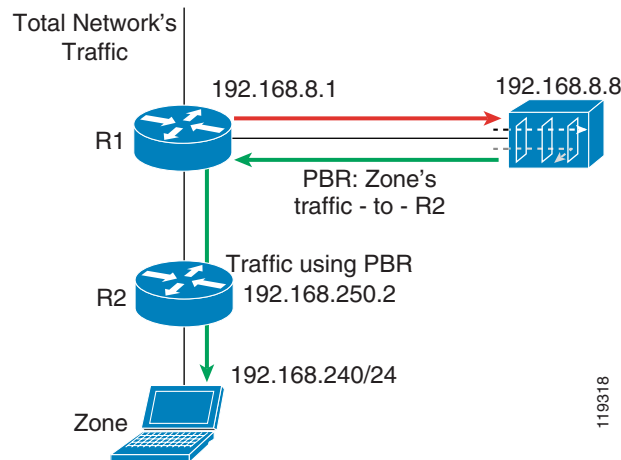 Total Network's
Traffic
192.168.8.1
192.168.8.8
R1
PBR: Zone's
traffic - to - R2
Traffic using PBR
R2
192.168.250.2
192.168.240/24
Zone
119318